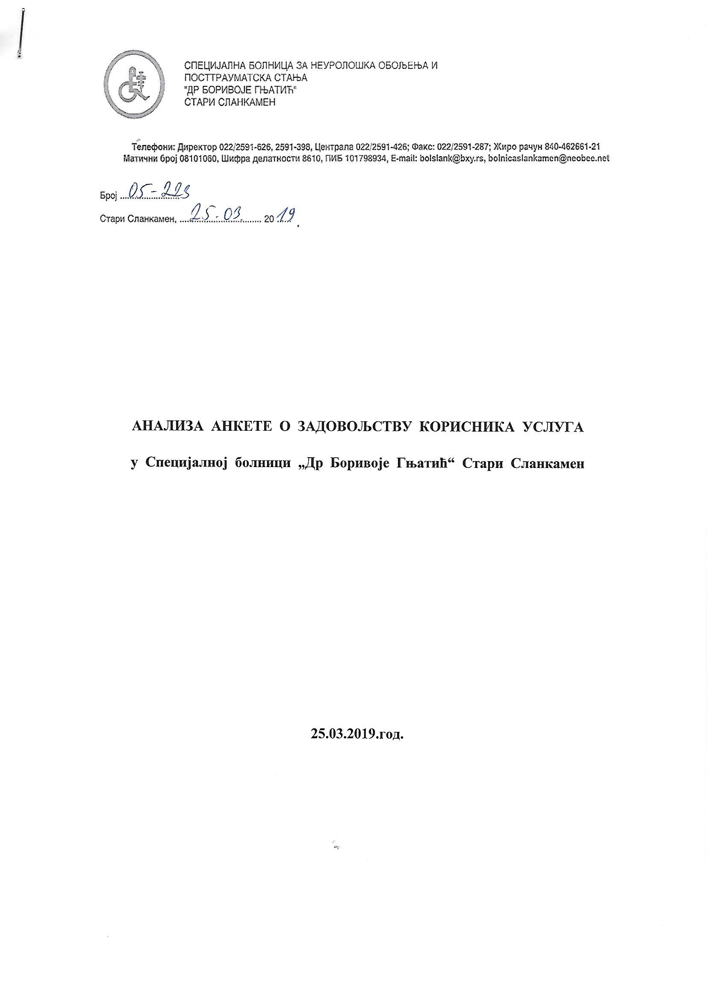 СПЕЦИЈАЛНА БОЛНИЦА ЗА НЕУРОЛОШКА ОБОЉЕЊА И
ПОСТТРАУМАТСКА СТАЊА
"ДР БОРИВОЈЕ ГЊАТИЋ"
СТАРИ СЛАНКАМЕН
Телефони: Директор 022/2591-626, 2591-398, Централа 022/2591-426; Факс: 022/2591-287; Жиро рачун 840-462661-21
Матични број 08101060, Шифра делатности 8610, ПИБ 101798934, E-mail: bolslank@bxy.rs, bolnicaslankamen@neobee.net
Број 05-223
Стари Сланкамен, 25.03. 2019
АНАЛИЗА АНКЕТЕ О ЗАДОВОЉСТВУ КОРИСНИКА УСЛУГА
у Специјалној болници „Др Боривоје Гњатић“ Стари Сланкамен
25.03.2019.год.